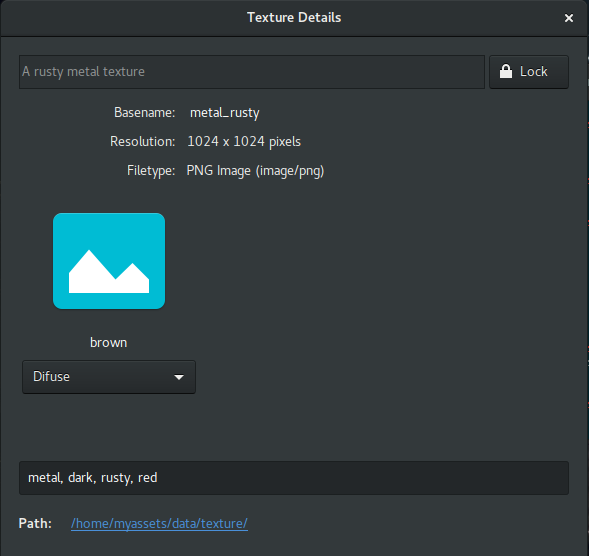 Texture Details
A rusty metal texture
Lock
Basename: metal_rusty
Resolution: 1024 x 1024 pixels
Filetype: PNG Image (image/png)
brown
Difuse
metal, dark, rusty, red
Path: /home/myassets/data/texture/